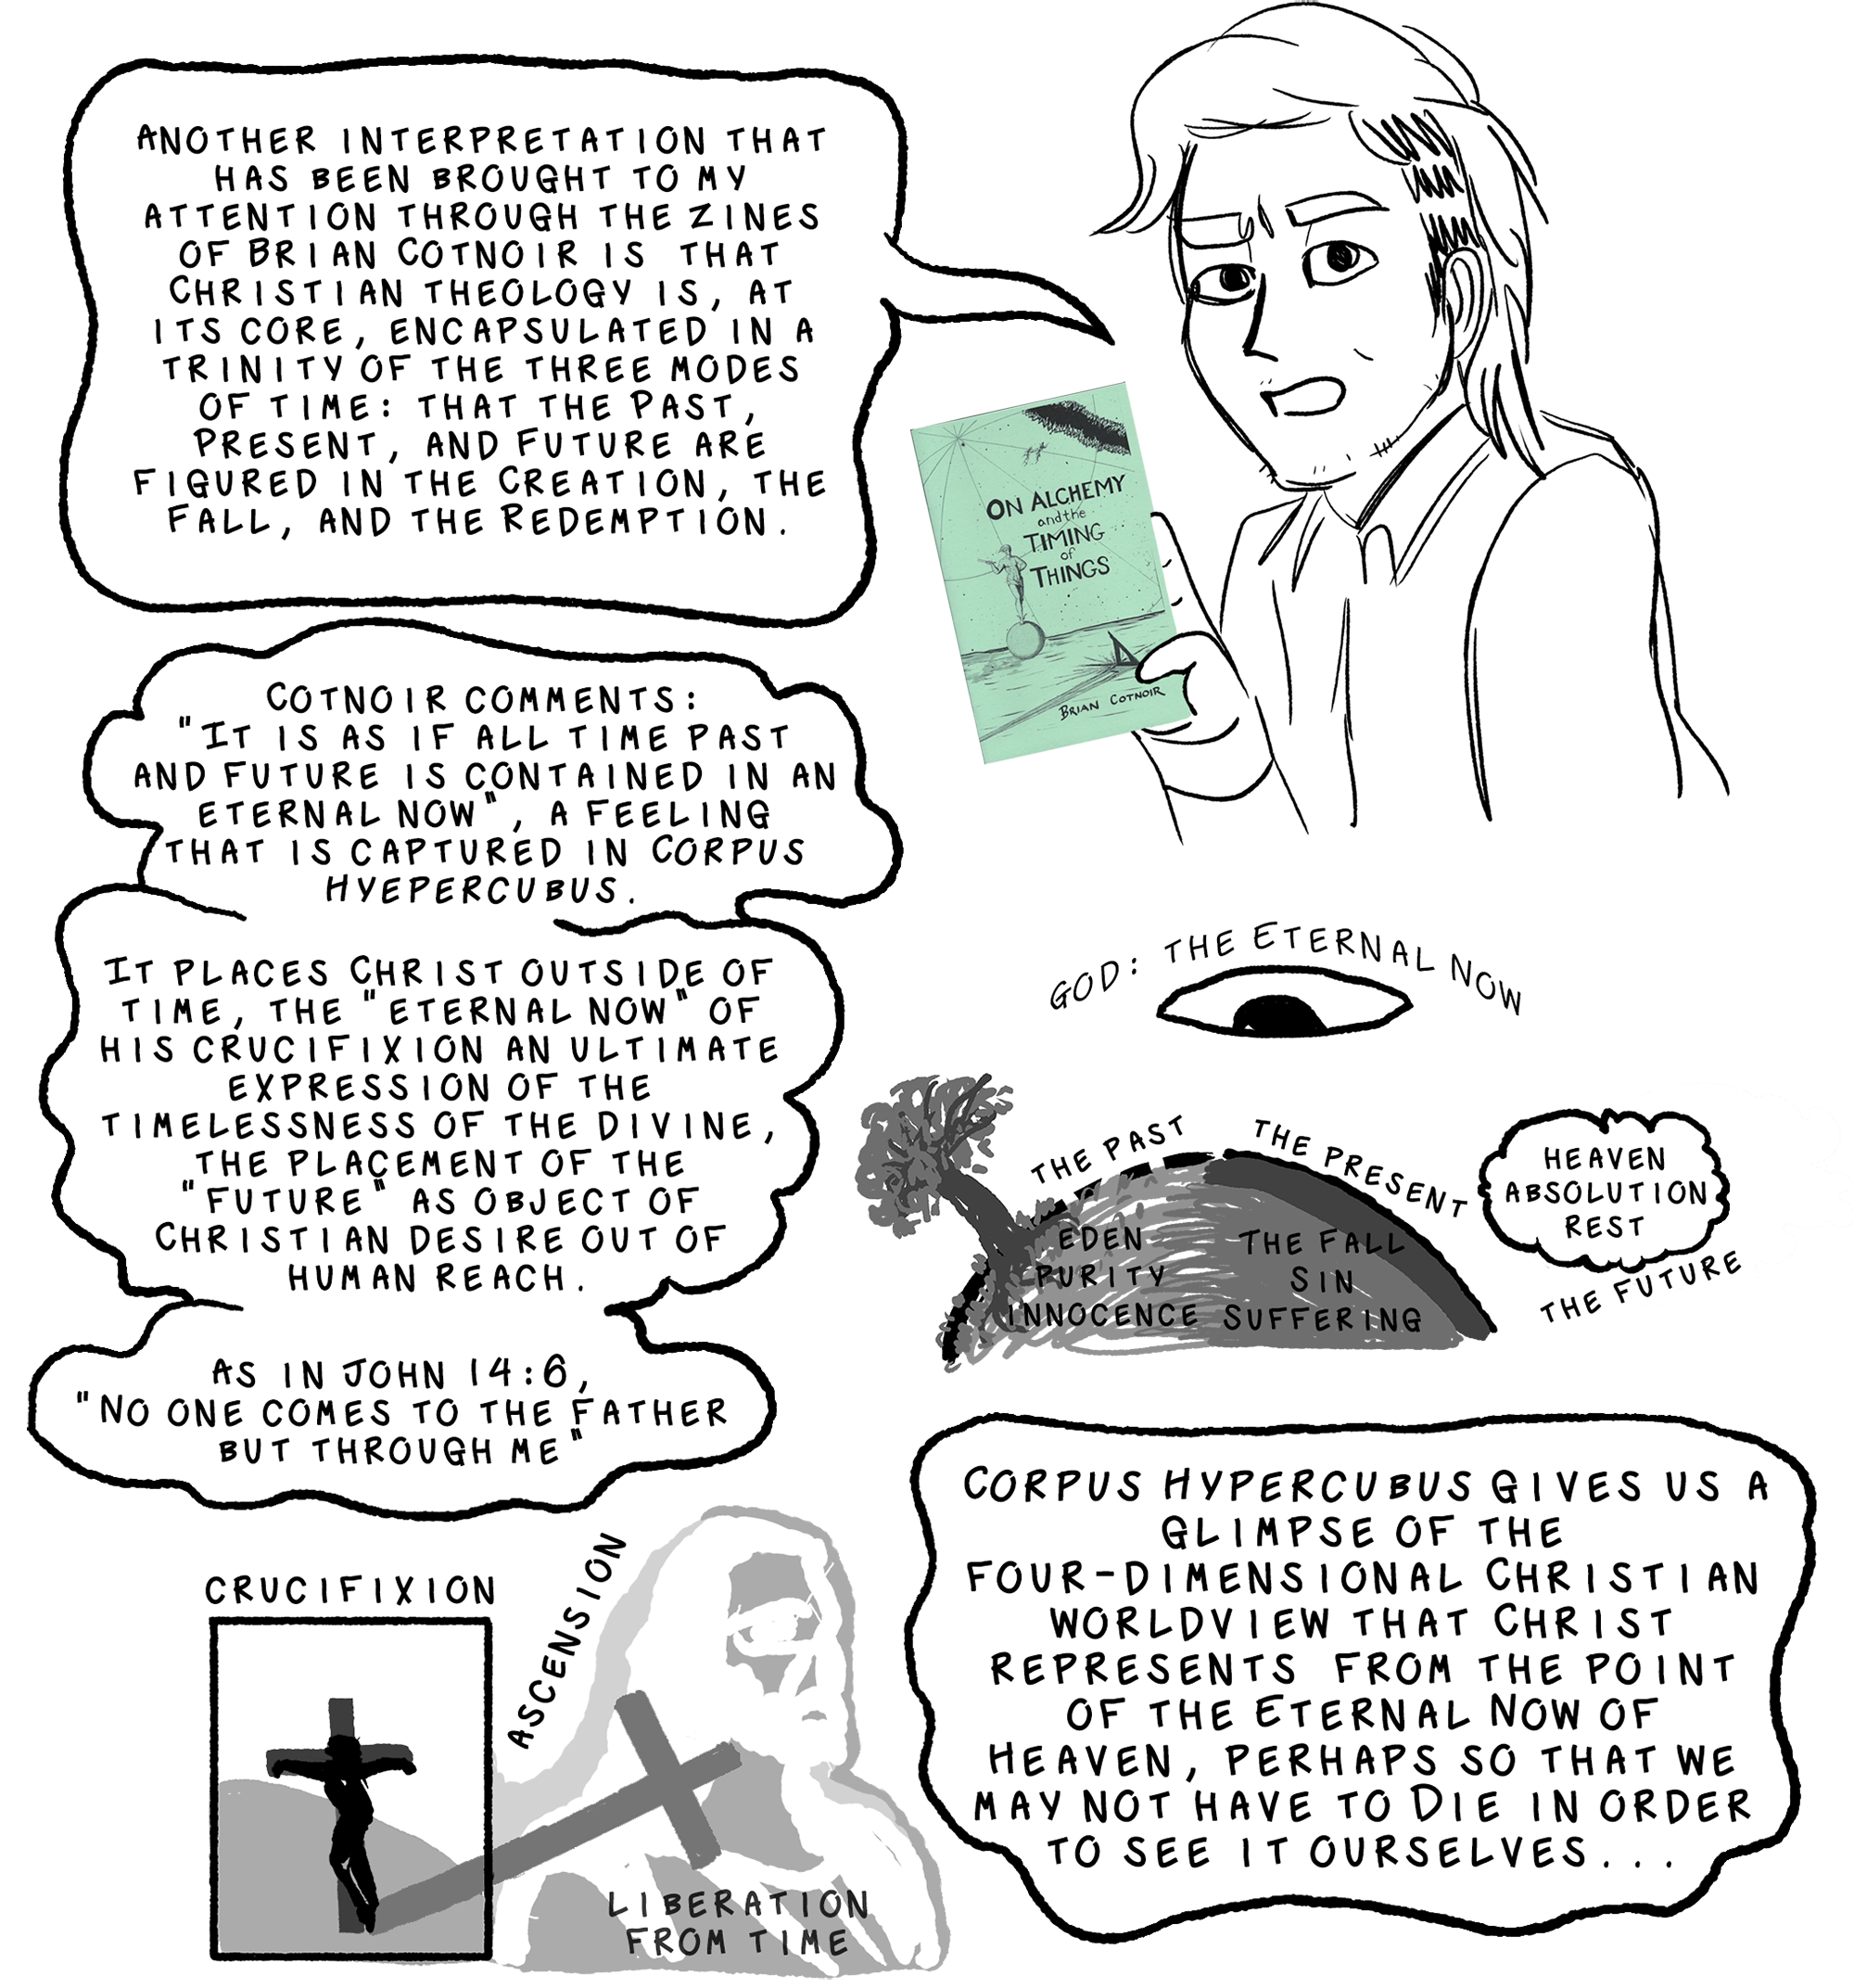 ANOTHER INTERPRETATION THAT
HAS BEEN BROUGHT TO MY
ATTENTION THROUGH THE ZINES
OF BRIAN COTNOIR IS THAT
CHRISTIAN THEOLOGY IS, AT
ITS CORE, ENCAPSULATED IN A
TRINITY OF THE THREE MODES
OF TIME: THAT THE PAST,
PRESENT, AND FUTURE ARE
FIGURED IN THE CREATION, THE
FALL, AND THE REDEMPTION.
ON ALCHEMY
and the
TIMING
of
THINGS
BRIAN COTNOIR
COTNOIR COMMENTS:
"IT IS AS IF ALL TIME PAST
AND FUTURE IS CONTAINED IN AN
ETERNAL NOW", A FEELING
THAT IS CAPTURED IN CORPUS
HYEPERCUBUS.
IT PLACES CHRIST OUTSIDE OF
TIME, THE "ETERNAL NOW" OF
HIS CRUCIFIXION AN ULTIMATE
EXPRESSION OF THE
TIMELESSNESS OF THE DIVINE,
THE PLACEMENT OF THE
"FUTURE" AS OBJECT OF
CHRISTIAN DESIRE OUT OF
HUMAN REACH.
AS IN JOHN 14:6,
"NO ONE COMES TO THE FATHER
BUT THROUGH ME"
GOD: THE ETERNAL NOW
THE PAST
THE PRESENT
HEAVEN
ABSOLUTION
REST
THE FUTURE
EDEN
PURITY
INNOCENCE
THE FALL
SIN
SUFFERING
CRUCIFIXION
ASCENSION
LIBERATION
FROM TIME
CORPUS HYPERCUBUS GIVES US A
GLIMPSE OF THE
FOUR-DIMENSIONAL CHRISTIAN
WORLDVIEW THAT CHRIST
REPRESENTS FROM THE POINT
OF THE ETERNAL NOW OF
HEAVEN, PERHAPS SO THAT WE
MAY NOT HAVE TO DIE IN ORDER
TO SEE IT OURSELVES...